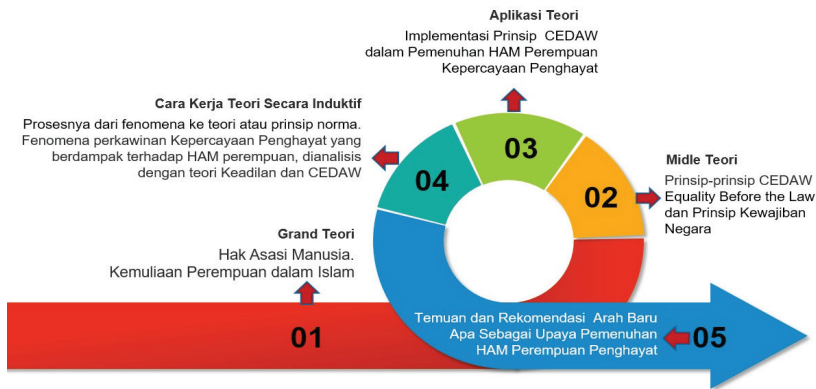 Aplikasi Teori
Implementasi Prinsip CEDAW
dalam Pemenuhan HAM Perempuan
Kepercayaan Penghayat
Cara Kerja Teori Secara Induktif
Prosesnya dari fenomena ke teori atau prinsip norma.
Fenomena perkawinan Kepercayaan Penghayat yang
berdampak terhadap HAM perempuan, dianalisis
dengan teori Keadilan dan CEDAW
03
04
02
Midle Teori
Prinsip-prinsip CEDAW
Equality Before the Law
dan Prinsip Kewajiban
Negara
Grand Teori
Hak Asasi Manusia.
Kemuliaan Perempuan dalam Islam
01
Temuan dan Rekomendasi Arah Baru
Apa Sebagai Upaya Pemenuhan
HAM Perempuan Penghayat
05